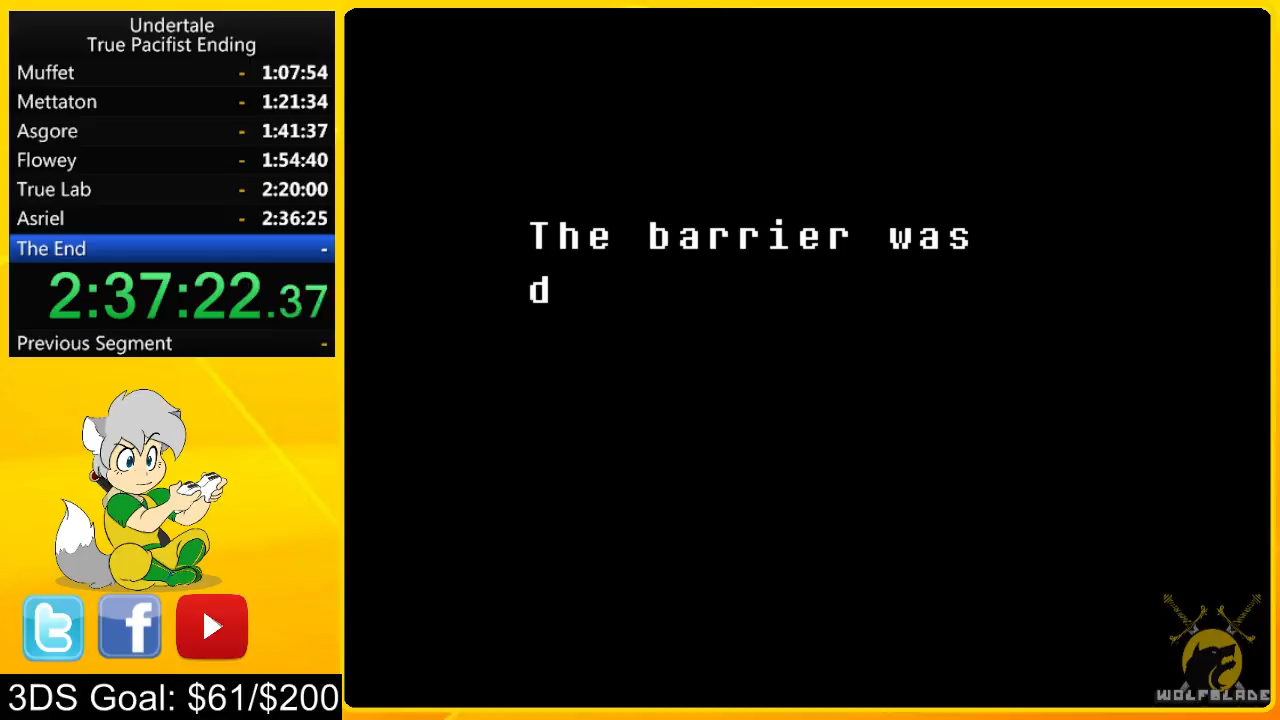 Undertale
True Pacifist Ending
Muffet - 1:07:54
Mettaton - 1:21:34
Asgore - 1:41:37
Flowey - 1:54:40
True Lab - 2:20:00
Asriel - 2:36:25
The End -
2:37:22.37
Previous Segment -
3DS Goal: $61/$200
The barrier was
d
WOLFBLADE